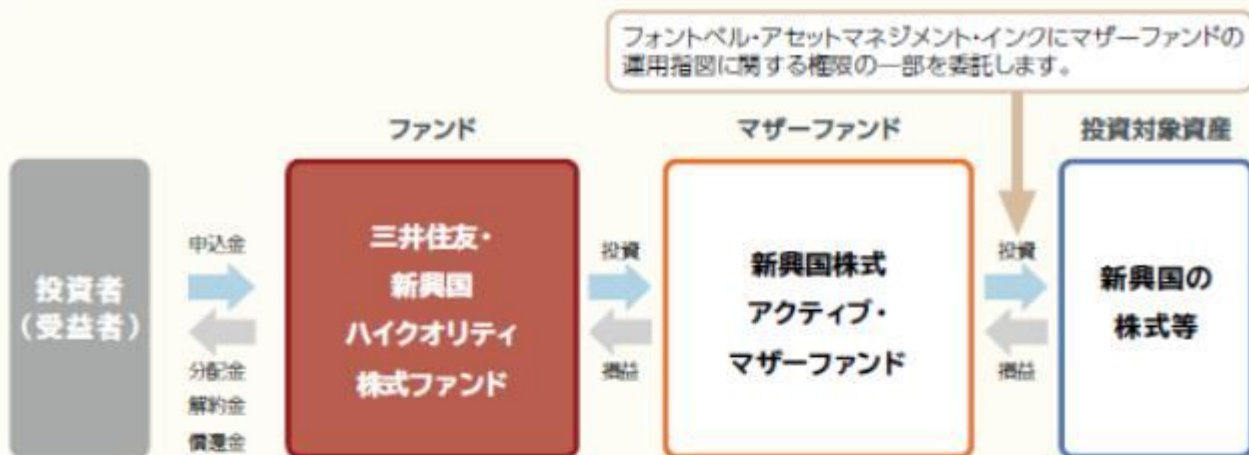 フォントベル・アセットマネジメント・インクにマザーファンドの
運用指図に関する権限の一部を委託します。
ファンド
マザーファンド
投資対象資産
投資者
(受益者)
申込金
分配金
解約金
償還金
三井住友・
新興国
ハイクオリティ
株式ファンド
投資
損益
新興国株式
アクティブ・
マザーファンド
投資
損益
新興国の
株式等